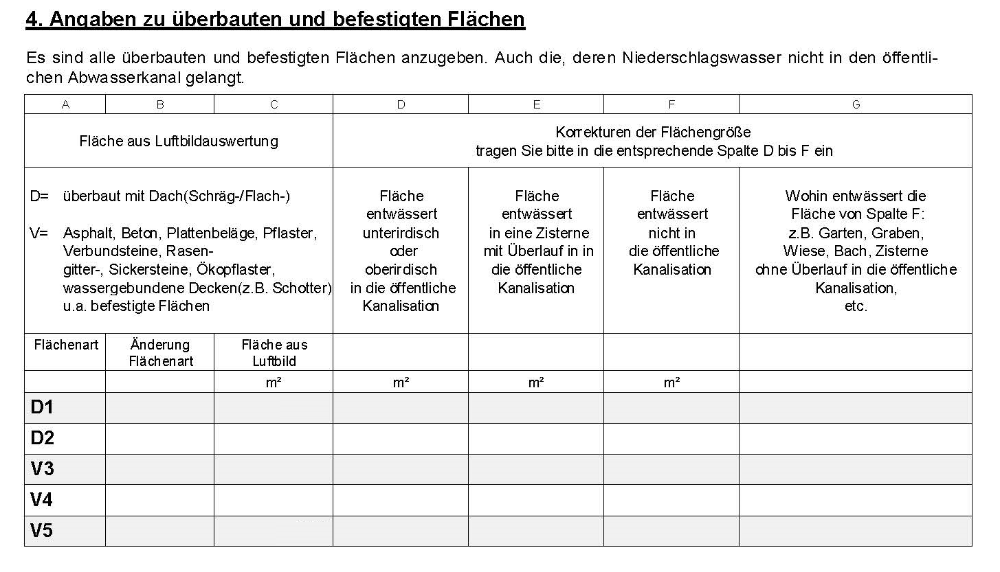 4. Angaben zu überbauten und befestigten Flächen
Es sind alle überbauten und befestigten Flächen anzugeben. Auch die, deren Niederschlagswasser nicht in den öffentli-
chen Abwasserkanal gelangt.
A B C D E F G
Fläche aus Luftbildauswertung
Korrekturen der Flächengröße
tragen Sie bitte in die entsprechende Spalte D bis F ein
D= überbaut mit Dach(Schräg-/Flach-)
V= Asphalt, Beton, Plattenbeläge, Pflaster,
Verbundsteine, Rasen-
gitter-, Sickersteine, Ökopflaster,
wassergebundene Decken(z.B. Schotter)
u.a. befestigte Flächen
Fläche
entwässert
unterirdisch
oder
oberirdisch
in die öffentliche
Kanalisation
Fläche
entwässert
in eine Zisterne
mit Überlauf in in
die öffentliche
Kanalisation
Fläche
entwässert
nicht in
die öffentliche
Kanalisation
Wohin entwässert die
Fläche von Spalte F:
z.B. Garten, Graben,
Wiese, Bach, Zisterne
ohne Überlauf in die öffentliche
Kanalisation,
etc.
Flächenart
Änderung
Flächenart
Fläche aus
Luftbild
m² m² m² m²
D1
D2
V3
V4
V5